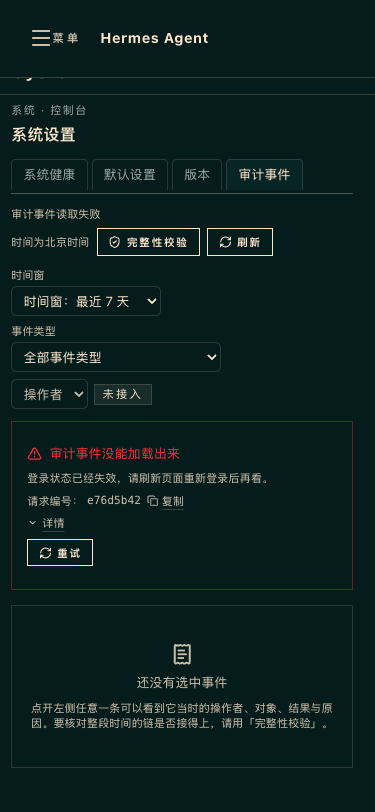 菜单
Hermes Agent
系统 · 控制台
系统设置
系统健康
默认设置
版本
审计事件
审计事件读取失败
时间为北京时间
完整性校验
刷新
时间窗
时间窗：最近 7 天
事件类型
全部事件类型
操作者
未接入
审计事件没能加载出来
登录状态已经失效，请刷新页面重新登录后再看。
请求编号： e76d5b42 复制
详情
重试
还没有选中事件
点开左侧任意一条可以看到它当时的操作者、对象、结果与原
因。要核对整段时间的链是否接得上，请用「完整性校验」。